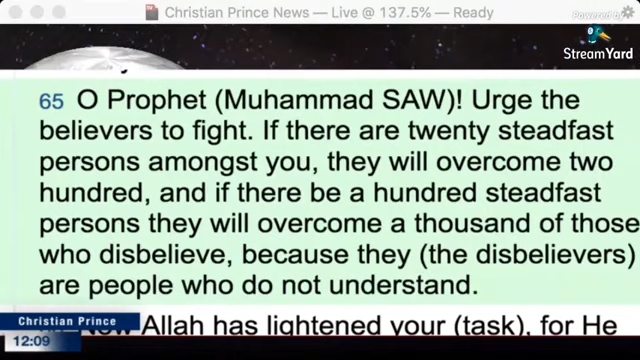 Christian Prince News — Live @ 137.5% — Ready
Powered by
StreamYard
65 O Prophet (Muhammad SAW)! Urge the
believers to fight. If there are twenty steadfast
persons amongst you, they will overcome two
hundred, and if there be a hundred steadfast
persons they will overcome a thousand of those
who disbelieve, because they (the disbelievers)
are people who do not understand.
Now Allah has lightened your (task), for He
Christian Prince
12:09